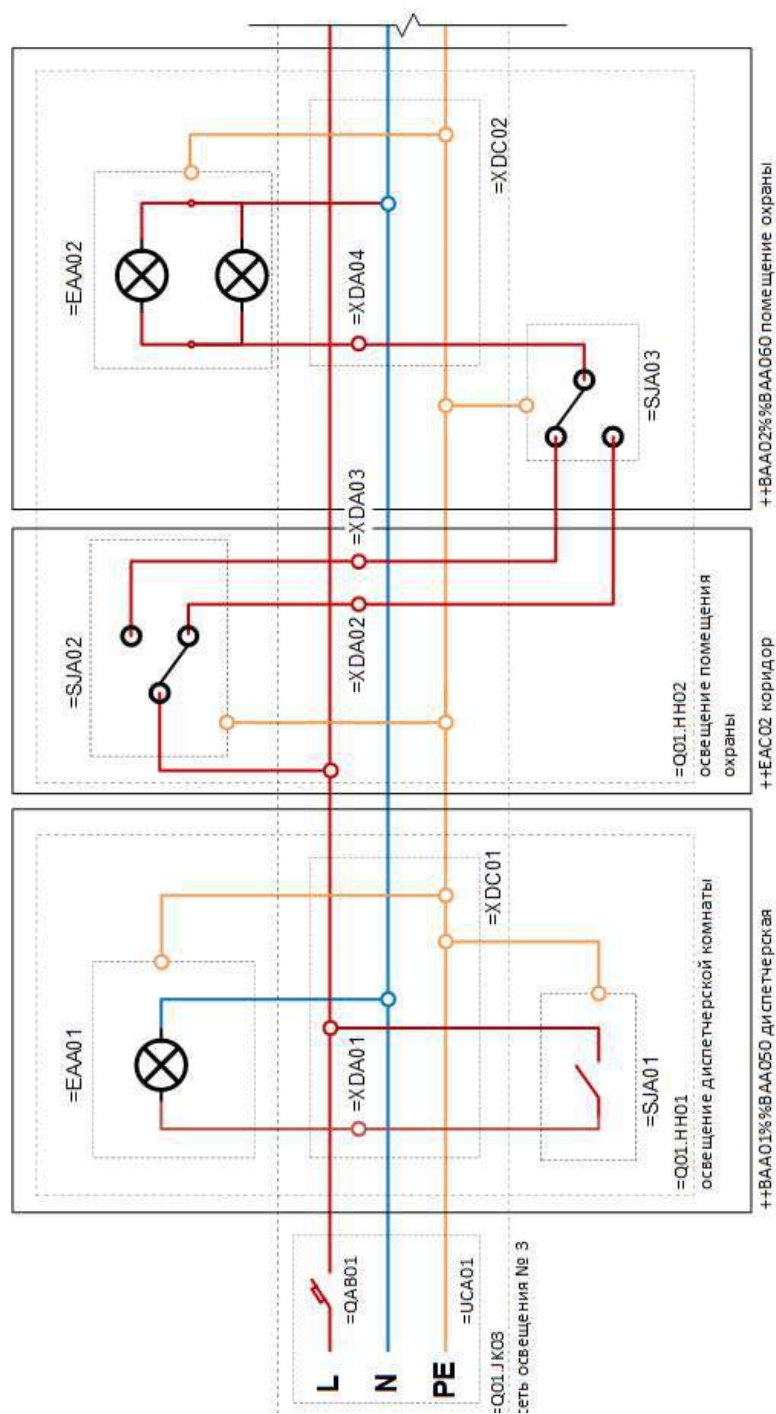 L
N
PE
=QAB01
=UCA01
=Q01.JK03
сеть освещения № 3
=EAA01
=XDA01
=XDC01
=SJA01
=Q01.HH01
освещение диспетчерской комнаты
++BAA01%%BAA050 диспетчерская
=SJA02
=XDA02
=XDA03
=Q01.HH02
освещение помещения
охраны
++EAC02 коридор
=EAA02
=XDA04
=XDC02
=SJA03
++BAA02%%BAA060 помещение охраны